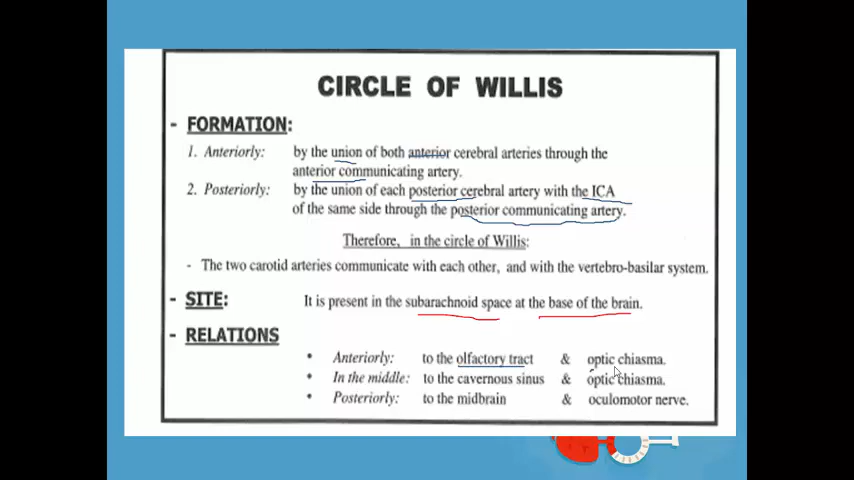 CIRCLE OF WILLIS
- FORMATION:
1. Anteriorly: by the union of both anterior cerebral arteries through the
anterior communicating artery.
2. Posteriorly: by the union of each posterior cerebral artery with the ICA
of the same side through the posterior communicating artery.
Therefore, in the circle of Willis:
- The two carotid arteries communicate with each other, and with the vertebro-basilar system.
- SITE: It is present in the subarachnoid space at the base of the brain.
- RELATIONS
• Anteriorly: to the olfactory tract & optic chiasma.
• In the middle: to the cavernous sinus & optic chiasma.
• Posteriorly: to the midbrain & oculomotor nerve.